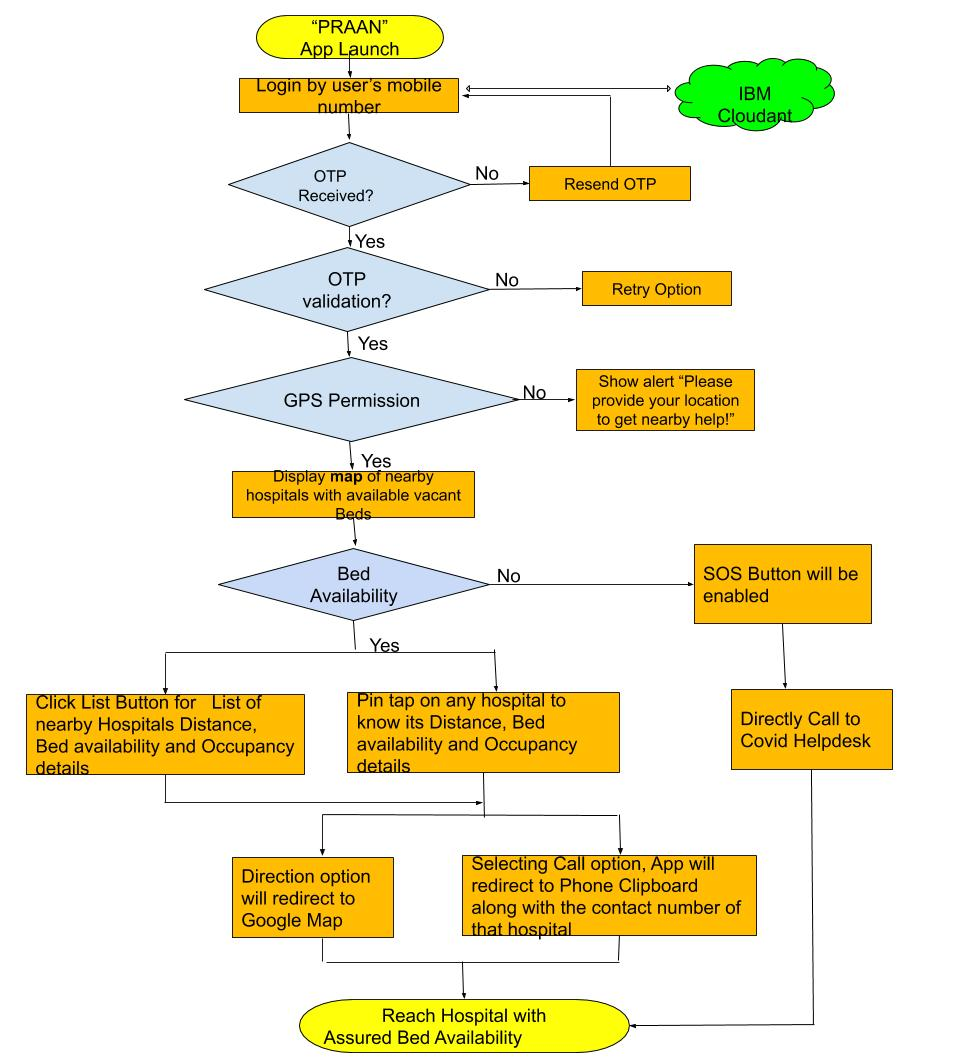 “PRAAN”
App Launch
Login by user’s mobile
number
IBM
Cloudant
OTP
Received?
No
Resend OTP
Yes
OTP
validation?
No
Retry Option
Yes
GPS Permission
No
Show alert “Please
provide your location
to get nearby help!”
Yes
Display map of nearby
hospitals with available vacant
Beds
Bed
Availability
No
SOS Button will be
enabled
Yes
Click List Button for   List of
nearby Hospitals Distance,
Bed availability and Occupancy
details
Pin tap on any hospital to
know its Distance, Bed
availability and Occupancy
details
Directly Call to
Covid Helpdesk
Direction option
will redirect to
Google Map
Selecting Call option, App will
redirect to Phone Clipboard
along with the contact number of
that hospital
Reach Hospital with
Assured Bed Availability